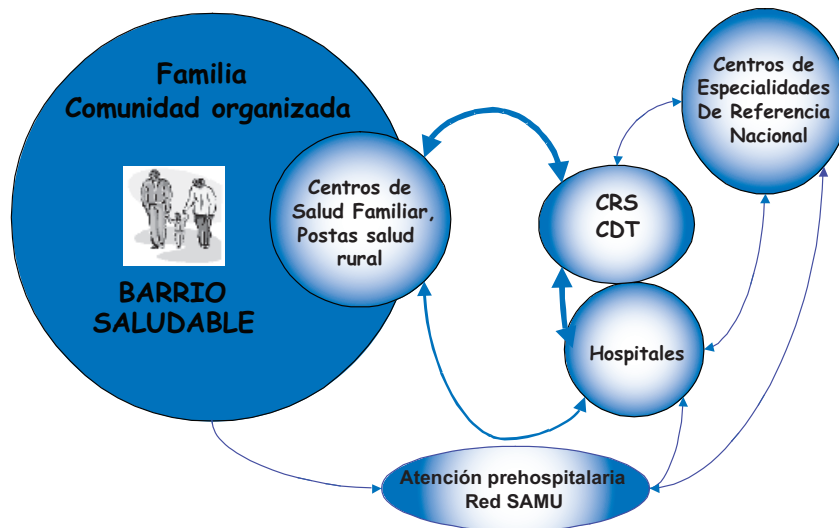 Familia
Comunidad organizada
BARRIO
SALUDABLE
Centros de
Salud Familiar,
Postas salud
rural
CRS
CDT
Hospitales
Centros de
Especialidades
De Referencia
Nacional
Atención prehospitalaria
Red SAMU